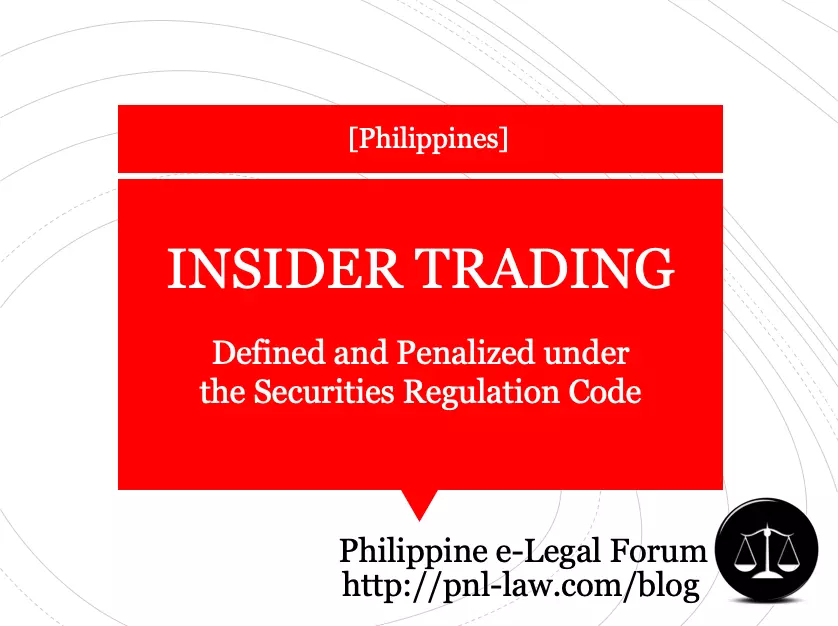 [Philippines]
INSIDER TRADING
Defined and Penalized under
the Securities Regulation Code
Philippine e-Legal Forum
http://pnl-law.com/blog